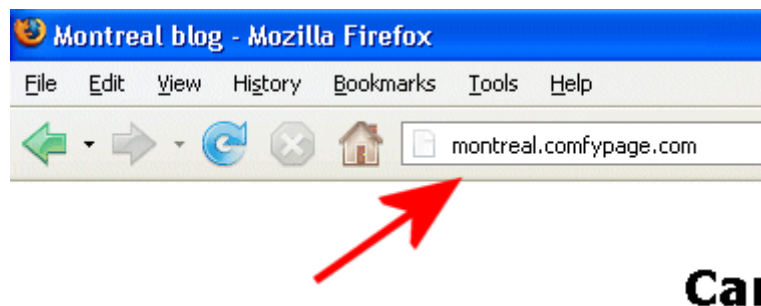 Montreal blog - Mozilla Firefox
File Edit View History Bookmarks Tools Help
montreal.comfypage.com